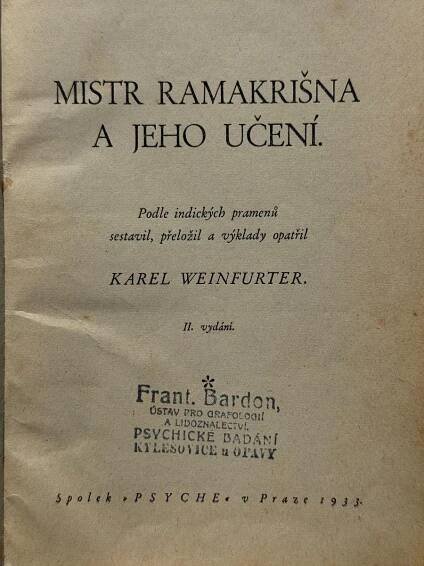 MISTR RAMAKRIŠNA
A JEHO UČENÍ.
Podle indických pramenů
sestavil, přeložil a výklady opatřil
KAREL WEINFURTER.
II. vydání.
*
Frant. Bardon,
ÚSTAV PRO GRAFOLOGII
A LIDOZNALECTVÍ,
PSYCHICKÉ BADÁNÍ
KYLEŠOVICE u OPAVY
Spolek »PSYCHE« v Praze 1933.